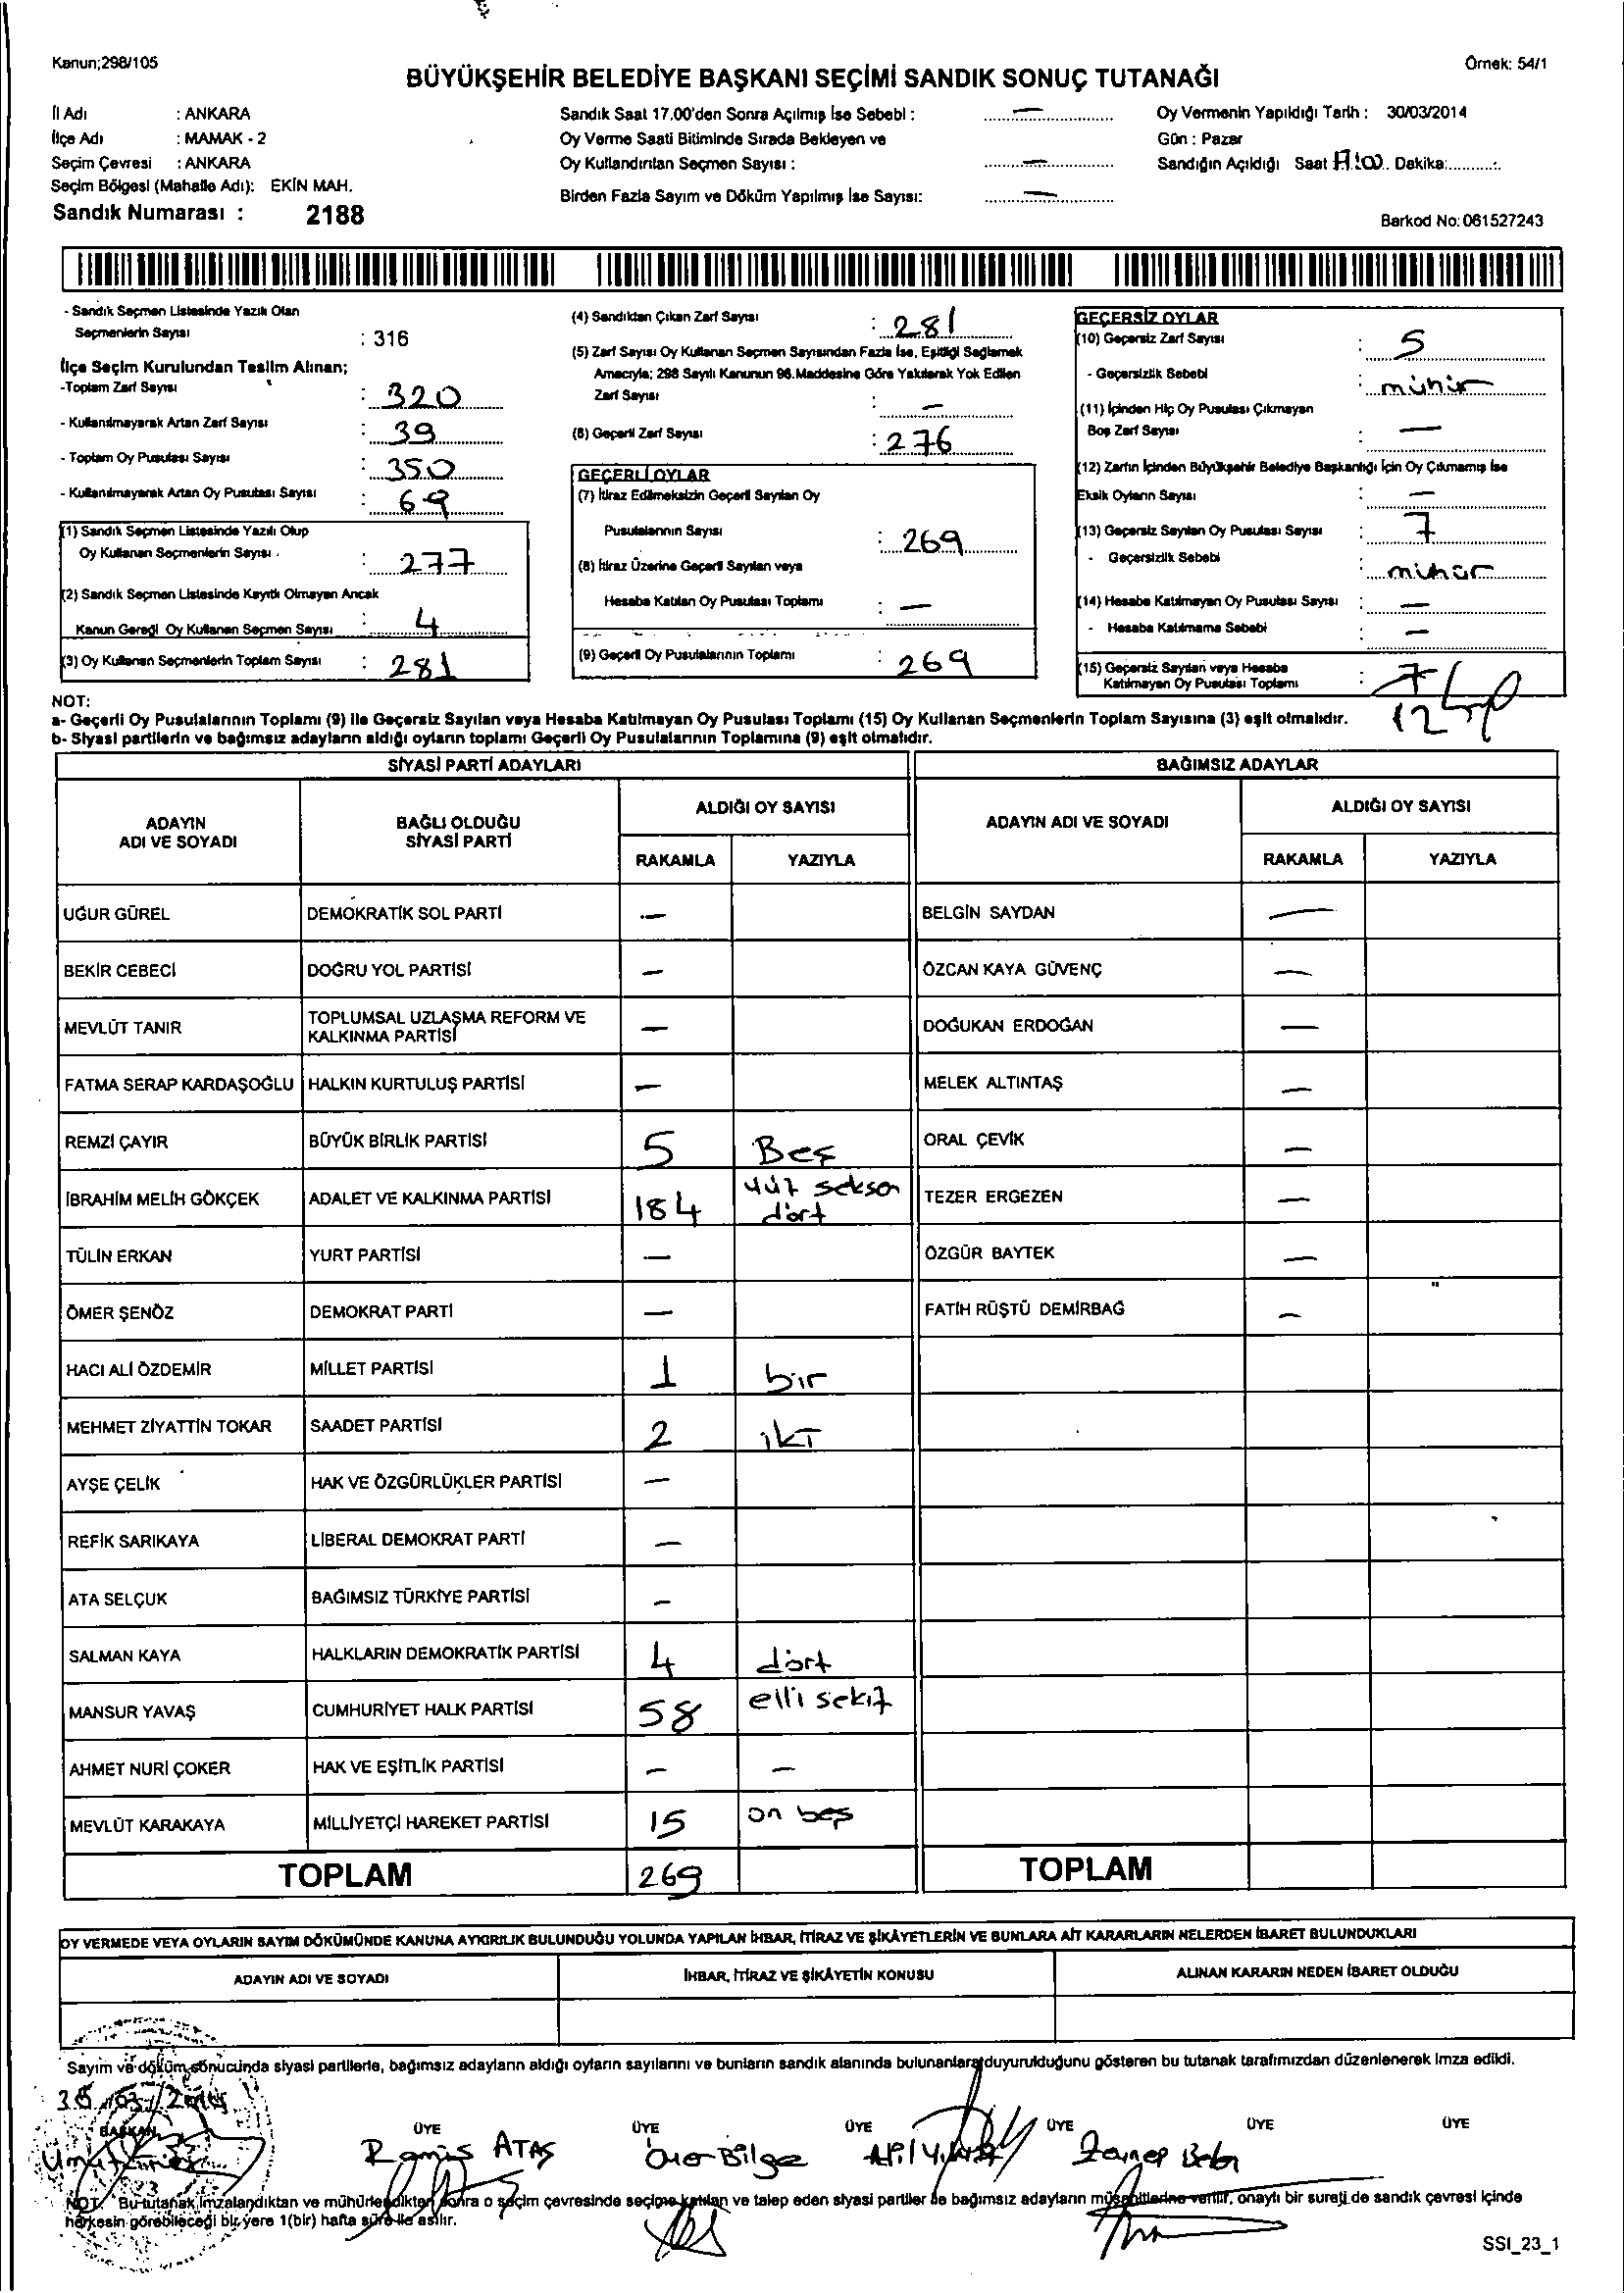 Kanun;298/105
Örnek: 54/1
BÜYÜKŞEHİR BELEDİYE BAŞKANI SEÇİMİ SANDIK SONUÇ TUTANAĞI
İl Adı : ANKARA
İlçe Adı : MAMAK - 2
Seçim Çevresi : ANKARA
Seçim Bölgesi (Mahalle Adı): EKİN MAH.
Sandık Numarası : 2188
Sandık Saat 17.00'den Sonra Açılmış İse Sebebi : —
Oy Verme Saati Bitiminde Sırada Bekleyen ve
Oy Kullandırılan Seçmen Sayısı : —
Birden Fazla Sayım ve Döküm Yapılmış İse Sayısı: —
Oy Vermenin Yapıldığı Tarih : 30/03/2014
Gün : Pazar
Sandığın Açıldığı Saat Dakika:
Barkod No: 061527243
- Sandık Seçmen Listesinde Yazılı Olan
Seçmenlerin Sayısı : 316
İlçe Seçim Kurulundan Teslim Alınan;
-Toplam Zarf Sayısı : 320
- Kullanılmayarak Artan Zarf Sayısı : 39
- Toplam Oy Pusulası Sayısı : 350
- Kullanılmayarak Artan Oy Pusulası Sayısı : 69
(1) Sandık Seçmen Listesinde Yazılı Olup
Oy Kullanan Seçmenlerin Sayısı : 277
(2) Sandık Seçmen Listesinde Kayıtlı Olmayan Ancak
Kanun Gereği Oy Kullanan Seçmen Sayısı : 4
(3) Oy Kullanan Seçmenlerin Toplam Sayısı : 281
(4) Sandıktan Çıkan Zarf Sayısı : 281
(5) Zarf Sayısı Oy Kullanan Seçmen Sayısından Fazla İse, Eşitliği Sağlamak
Amacıyla; 298 Sayılı Kanunun 98.Maddesine Göre Yakılarak Yok Edilen
Zarf Sayısı : —
(6) Geçerli Zarf Sayısı : 276
GEÇERLİ OYLAR
(7) İtiraz Edilmeksizin Geçerli Sayılan Oy
Pusulalarının Sayısı : 269
(8) İtiraz Üzerine Geçerli Sayılan veya
Hesaba Katılan Oy Pusulası Toplamı : —
(9) Geçerli Oy Pusulalarının Toplamı : 269
GEÇERSİZ OYLAR
(10) Geçersiz Zarf Sayısı : 5
- Geçersizlik Sebebi : mühür
(11) İçinden Hiç Oy Pusulası Çıkmayan
Boş Zarf Sayısı : —
(12) Zarfın İçinden Büyükşehir Belediye Başkanlığı İçin Oy Çıkmamış İse
Eksik Oyların Sayısı : —
(13) Geçersiz Sayılan Oy Pusulası Sayısı : 7
- Geçersizlik Sebebi : mühür
(14) Hesaba Katılmayan Oy Pusulası Sayısı : —
- Hesaba Katılmama Sebebi : —
(15) Geçersiz Sayılan veya Hesaba
Katılmayan Oy Pusulası Toplamı : 7
12
NOT:
a- Geçerli Oy Pusulalarının Toplamı (9) ile Geçersiz Sayılan veya Hesaba Katılmayan Oy Pusulası Toplamı (15) Oy Kullanan Seçmenlerin Toplam Sayısına (3) eşit olmalıdır.
b- Siyasi partilerin ve bağımsız adayların aldığı oyların toplamı Geçerli Oy Pusulalarının Toplamına (9) eşit olmalıdır.
SİYASİ PARTİ ADAYLARI
BAĞIMSIZ ADAYLAR
ADAYIN ADI VE SOYADI
BAĞLI OLDUĞU SİYASİ PARTİ
ALDIĞI OY SAYISI
RAKAMLA YAZIYLA
ADAYIN ADI VE SOYADI
ALDIĞI OY SAYISI
RAKAMLA YAZIYLA
UĞUR GÜREL DEMOKRATİK SOL PARTİ — BELGİN SAYDAN —
BEKİR CEBECİ DOĞRU YOL PARTİSİ — ÖZCAN KAYA GÜVENÇ —
MEVLÜT TANIR TOPLUMSAL UZLAŞMA REFORM VE KALKINMA PARTİSİ — DOĞUKAN ERDOĞAN —
FATMA SERAP KARDAŞOĞLU HALKIN KURTULUŞ PARTİSİ — MELEK ALTINTAŞ —
REMZİ ÇAYIR BÜYÜK BİRLİK PARTİSİ 5 Beş ORAL ÇEVİK —
İBRAHİM MELİH GÖKÇEK ADALET VE KALKINMA PARTİSİ 184 yüz seksen dört TEZER ERGEZEN —
TÜLİN ERKAN YURT PARTİSİ — ÖZGÜR BAYTEK —
ÖMER ŞENÖZ DEMOKRAT PARTİ — FATİH RÜŞTÜ DEMİRBAĞ —
HACI ALİ ÖZDEMİR MİLLET PARTİSİ 1 bir
MEHMET ZİYATTİN TOKAR SAADET PARTİSİ 2 iki
AYŞE ÇELİK HAK VE ÖZGÜRLÜKLER PARTİSİ —
REFİK SARIKAYA LİBERAL DEMOKRAT PARTİ —
ATA SELÇUK BAĞIMSIZ TÜRKİYE PARTİSİ —
SALMAN KAYA HALKLARIN DEMOKRATİK PARTİSİ 4 dört
MANSUR YAVAŞ CUMHURİYET HALK PARTİSİ 58 elli sekiz
AHMET NURİ ÇOKER HAK VE EŞİTLİK PARTİSİ — —
MEVLÜT KARAKAYA MİLLİYETÇİ HAREKET PARTİSİ 15 on beş
TOPLAM 269 TOPLAM
OY VERMEDE VEYA OYLARIN SAYIM DÖKÜMÜNDE KANUNA AYKIRILIK BULUNDUĞU YOLUNDA YAPILAN İHBAR, İTİRAZ VE ŞİKÂYETLERİN VE BUNLARA AİT KARARLARIN NELERDEN İBARET BULUNDUKLARI
ADAYIN ADI VE SOYADI İHBAR, İTİRAZ VE ŞİKÂYETİN KONUSU ALINAN KARARIN NEDEN İBARET OLDUĞU
Sayım ve döküm sonucunda siyasi partilerle, bağımsız adayların aldığı oyların sayılarını ve bunların sandık alanında bulunanlara duyurulduğunu gösteren bu tutanak tarafımızdan düzenlenerek imza edildi.
BAŞKAN ÜYE ÜYE ÜYE ÜYE ÜYE ÜYE
Ramis ATAŞ
NOT: Bu tutanak imzalandıktan ve mühürlendikten sonra o seçim çevresinde seçime katılan ve talep eden siyasi partiler ile bağımsız adayların müşahitlerine verilir, onaylı bir sureti de sandık çevresi içinde
herkesin görebileceği bir yere 1(bir) hafta süre ile asılır.
SSI_23_1